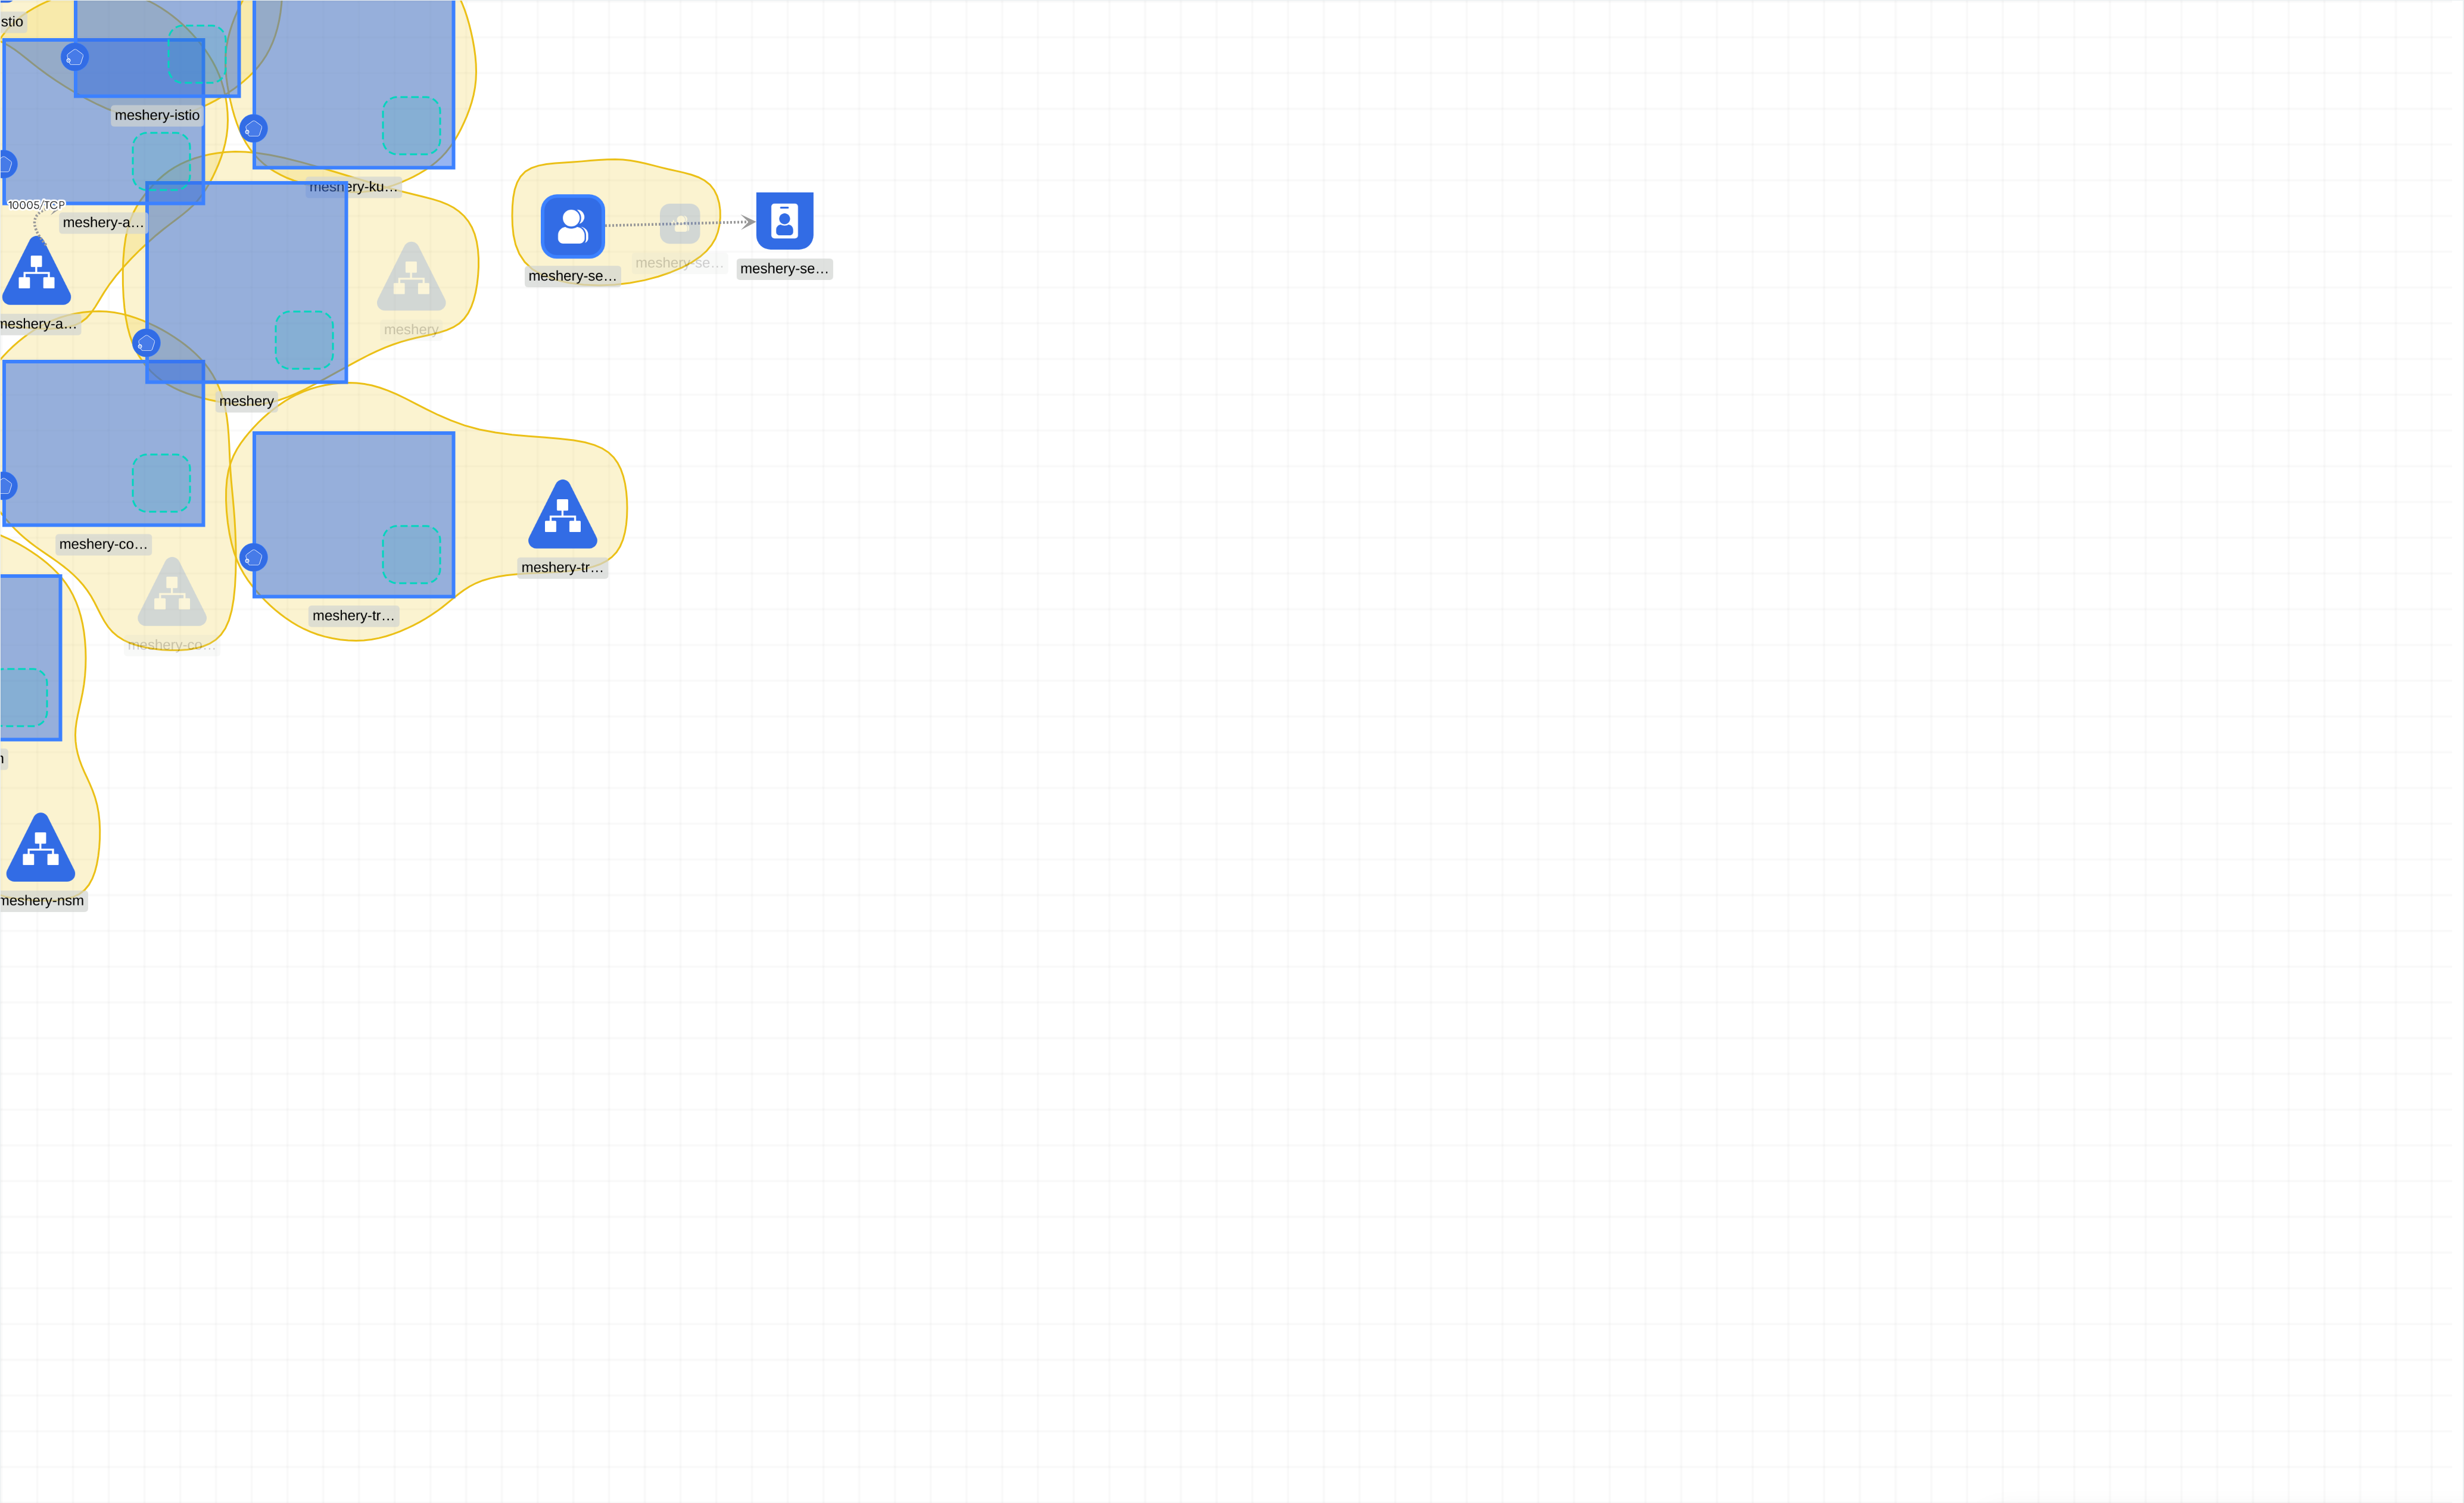 stio
meshery-istio
meshery-ku…
10005/TCP
meshery-a…
meshery-se…
meshery-se…
meshery-se…
meshery-a…
meshery
meshery
meshery-co…
meshery-tr…
meshery-tr…
meshery-co…
meshery-nsm